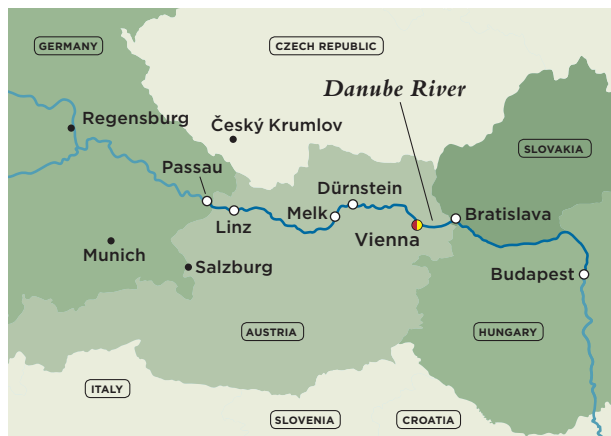 GERMANY
CZECH REPUBLIC
Danube River
Regensburg
Český Krumlov
SLOVAKIA
Passau
Dürnstein
Linz
Melk
Bratislava
Vienna
Munich
Salzburg
Budapest
AUSTRIA
HUNGARY
ITALY
SLOVENIA
CROATIA